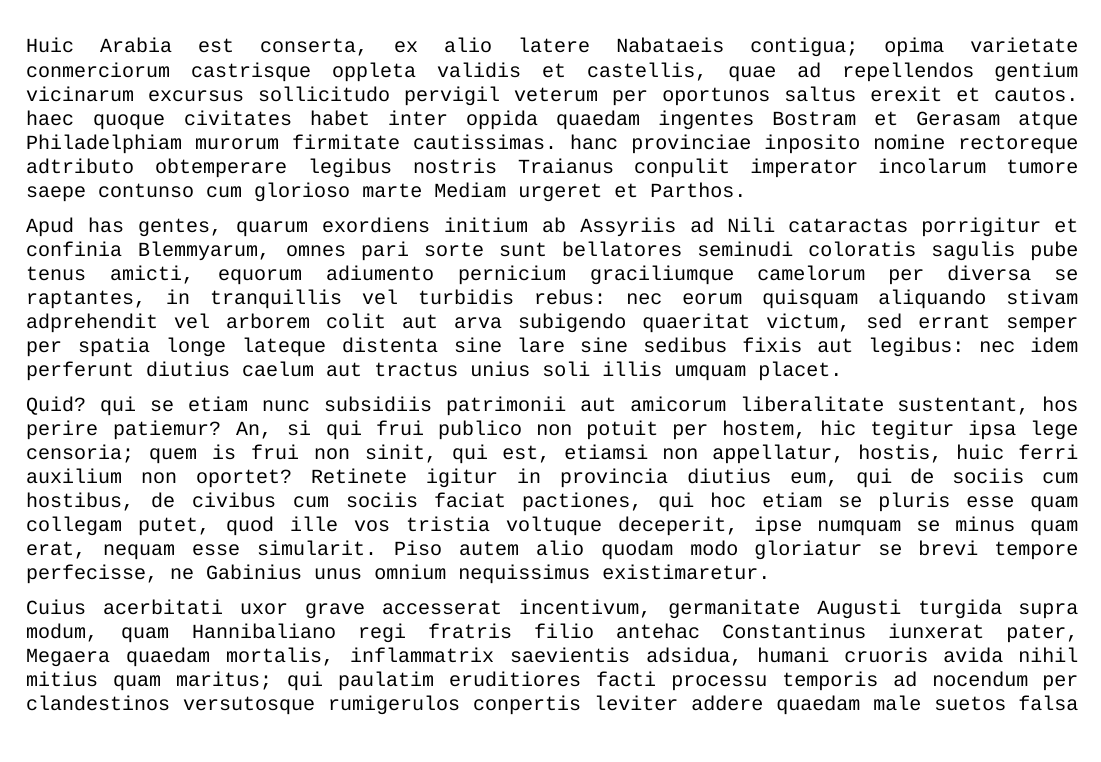 Huic Arabia est conserta, ex alio latere Nabataeis contigua; opima varietate
conmerciorum castrisque oppleta validis et castellis, quae ad repellendos gentium
vicinarum excursus sollicitudo pervigil veterum per oportunos saltus erexit et cautos.
haec quoque civitates habet inter oppida quaedam ingentes Bostram et Gerasam atque
Philadelphiam murorum firmitate cautissimas. hanc provinciae inposito nomine rectoreque
adtributo obtemperare legibus nostris Traianus conpulit imperator incolarum tumore
saepe contunso cum glorioso marte Mediam urgeret et Parthos.
Apud has gentes, quarum exordiens initium ab Assyriis ad Nili cataractas porrigitur et
confinia Blemmyarum, omnes pari sorte sunt bellatores seminudi coloratis sagulis pube
tenus amicti, equorum adiumento pernicium graciliumque camelorum per diversa se
raptantes, in tranquillis vel turbidis rebus: nec eorum quisquam aliquando stivam
adprehendit vel arborem colit aut arva subigendo quaeritat victum, sed errant semper
per spatia longe lateque distenta sine lare sine sedibus fixis aut legibus: nec idem
perferunt diutius caelum aut tractus unius soli illis umquam placet.
Quid? qui se etiam nunc subsidiis patrimonii aut amicorum liberalitate sustentant, hos
perire patiemur? An, si qui frui publico non potuit per hostem, hic tegitur ipsa lege
censoria; quem is frui non sinit, qui est, etiamsi non appellatur, hostis, huic ferri
auxilium non oportet? Retinete igitur in provincia diutius eum, qui de sociis cum
hostibus, de civibus cum sociis faciat pactiones, qui hoc etiam se pluris esse quam
collegam putet, quod ille vos tristia voltuque deceperit, ipse numquam se minus quam
erat, nequam esse simularit. Piso autem alio quodam modo gloriatur se brevi tempore
perfecisse, ne Gabinius unus omnium nequissimus existimaretur.
Cuius acerbitati uxor grave accesserat incentivum, germanitate Augusti turgida supra
modum, quam Hannibaliano regi fratris filio antehac Constantinus iunxerat pater,
Megaera quaedam mortalis, inflammatrix saevientis adsidua, humani cruoris avida nihil
mitius quam maritus; qui paulatim eruditiores facti processu temporis ad nocendum per
clandestinos versutosque rumigerulos conpertis leviter addere quaedam male suetos falsa